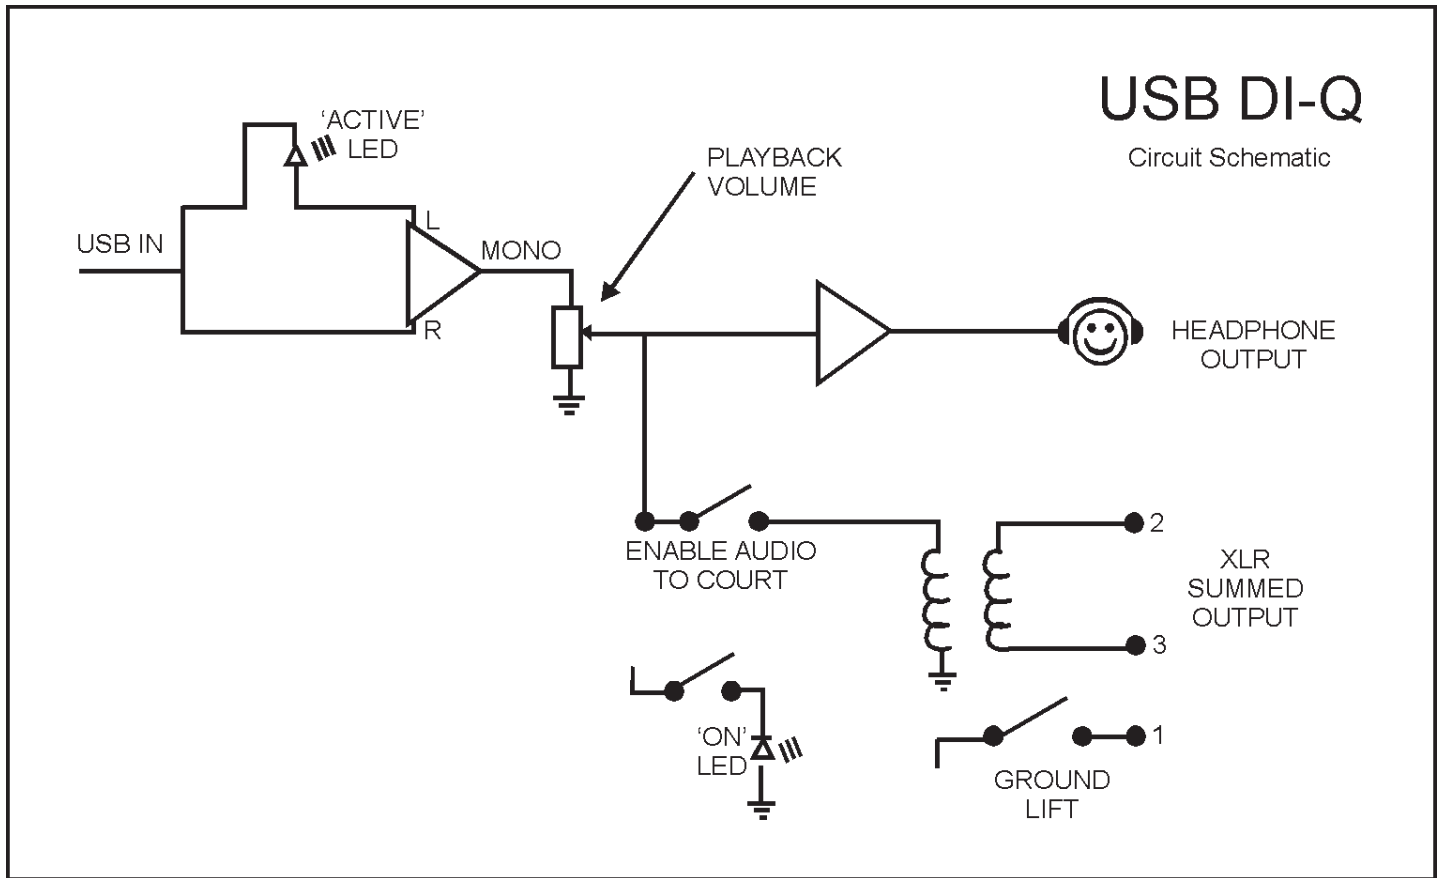 USB DI-Q
Circuit Schematic
'ACTIVE'
LED
PLAYBACK
VOLUME
L
USB IN
MONO
R
HEADPHONE
OUTPUT
ENABLE AUDIO
TO COURT
2
XLR
SUMMED
OUTPUT
3
'ON'
LED
1
GROUND
LIFT